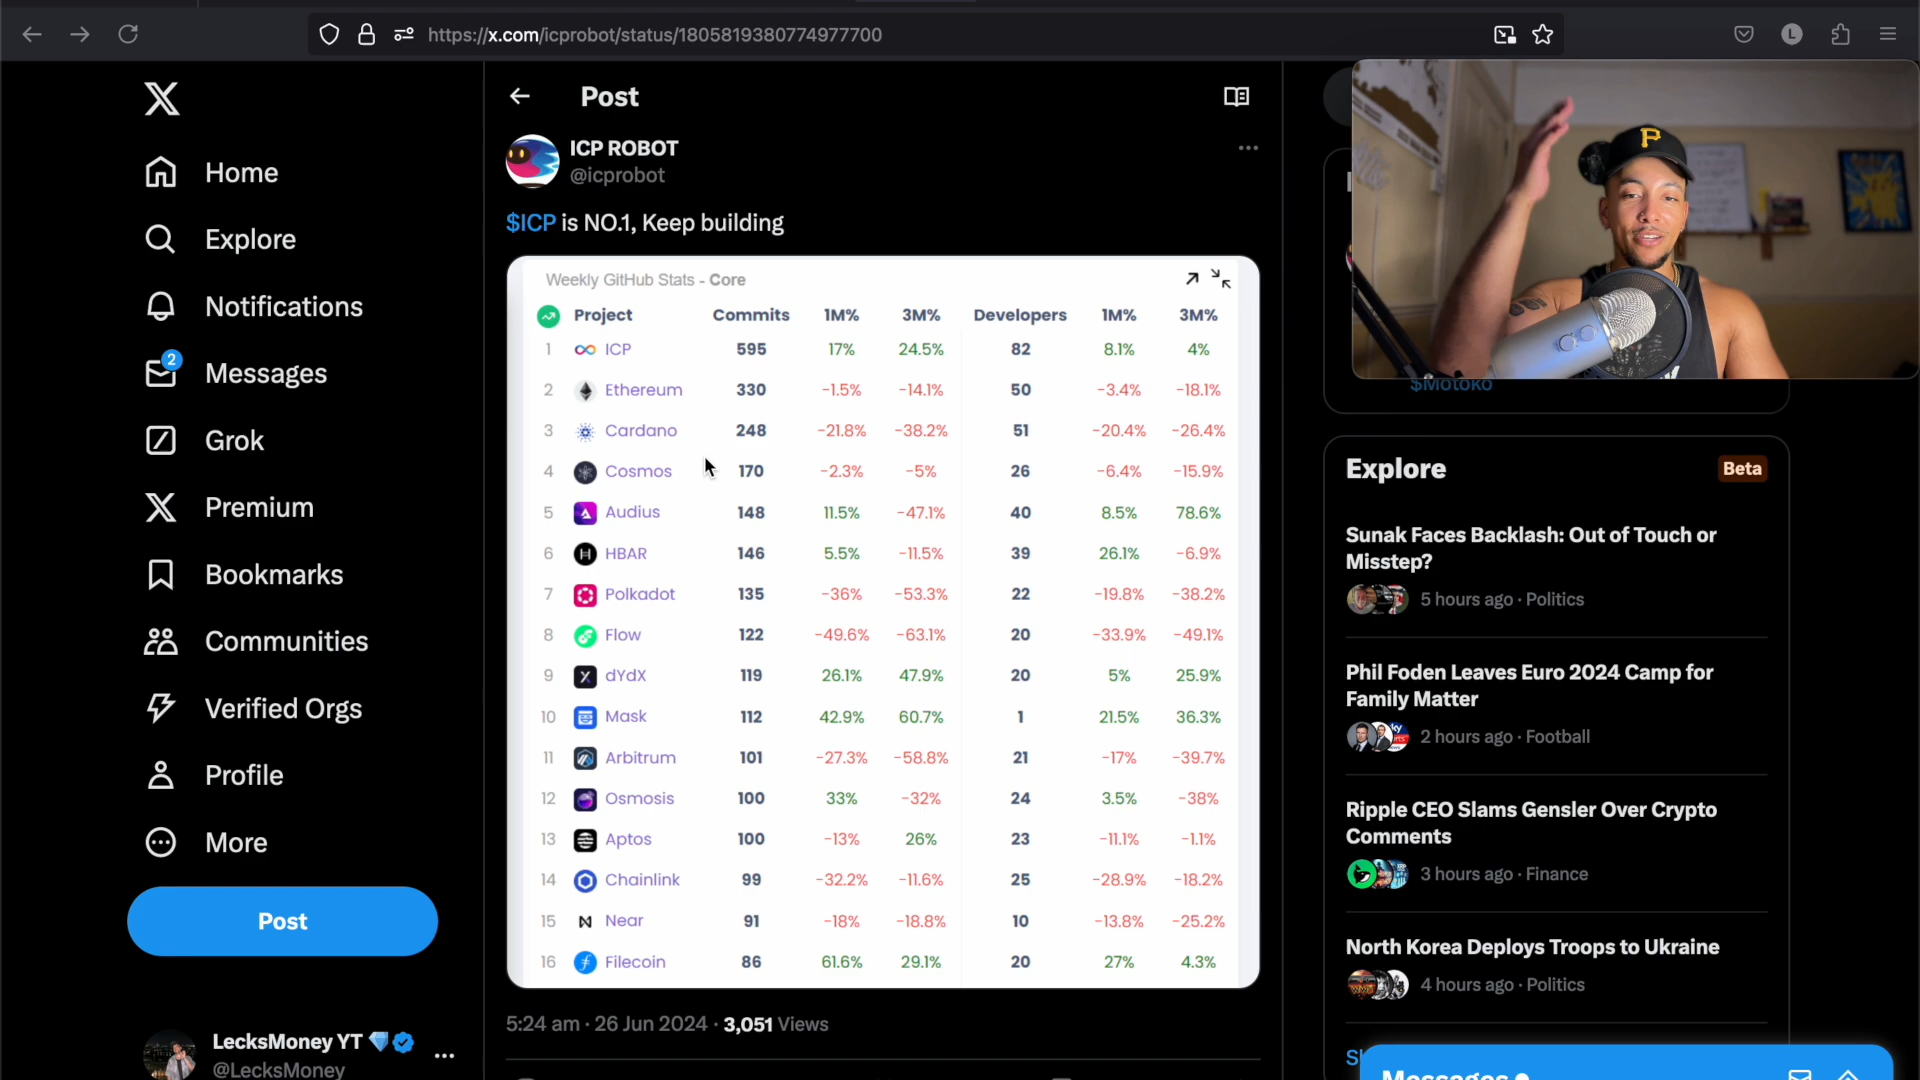 https://x.com/icprobot/status/1805819380774977700
L
Home
Explore
Notifications
2
Messages
Grok
Premium
Bookmarks
Communities
Verified Orgs
Profile
More
Post
LecksMoney YT
@LecksMoney
Post
ICP ROBOT
@icprobot
$ICP is NO.1, Keep building
Weekly GitHub Stats - Core
Project Commits 1M% 3M% Developers 1M% 3M%
1 ICP 595 17% 24.5% 82 8.1% 4%
2 Ethereum 330 -1.5% -14.1% 50 -3.4% -18.1%
3 Cardano 248 -21.8% -38.2% 51 -20.4% -26.4%
4 Cosmos 170 -2.3% -5% 26 -6.4% -15.9%
5 Audius 148 11.5% -47.1% 40 8.5% 78.6%
6 HBAR 146 5.5% -11.5% 39 26.1% -6.9%
7 Polkadot 135 -36% -53.3% 22 -19.8% -38.2%
8 Flow 122 -49.6% -63.1% 20 -33.9% -49.1%
9 dYdX 119 26.1% 47.9% 20 5% 25.9%
10 Mask 112 42.9% 60.7% 1 21.5% 36.3%
11 Arbitrum 101 -27.3% -58.8% 21 -17% -39.7%
12 Osmosis 100 33% -32% 24 3.5% -38%
13 Aptos 100 -13% 26% 23 -11.1% -1.1%
14 Chainlink 99 -32.2% -11.6% 25 -28.9% -18.2%
15 Near 91 -18% -18.8% 10 -13.8% -25.2%
16 Filecoin 86 61.6% 29.1% 20 27% 4.3%
5:24 am · 26 Jun 2024 · 3,051 Views
P
$Motoko
Explore
Beta
Sunak Faces Backlash: Out of Touch or
Misstep?
5 hours ago · Politics
Phil Foden Leaves Euro 2024 Camp for
Family Matter
2 hours ago · Football
Ripple CEO Slams Gensler Over Crypto
Comments
3 hours ago · Finance
North Korea Deploys Troops to Ukraine
4 hours ago · Politics
Messages